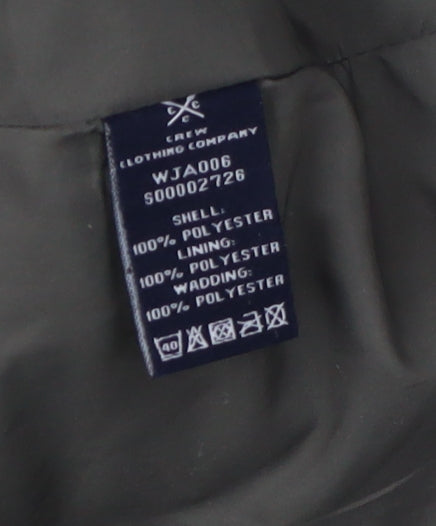 C C C
CREW
CLOTHING COMPANY
WJA006
S00002726
SHELL:
100% POLYESTER
LINING:
100% POLYESTER
WADDING:
100% POLYESTER
40